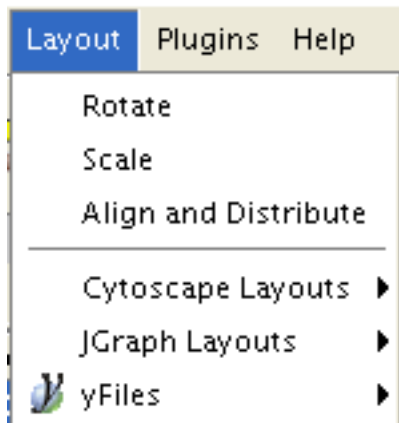 Layout Plugins Help
Rotate
Scale
Align and Distribute
Cytoscape Layouts
JGraph Layouts
yFiles